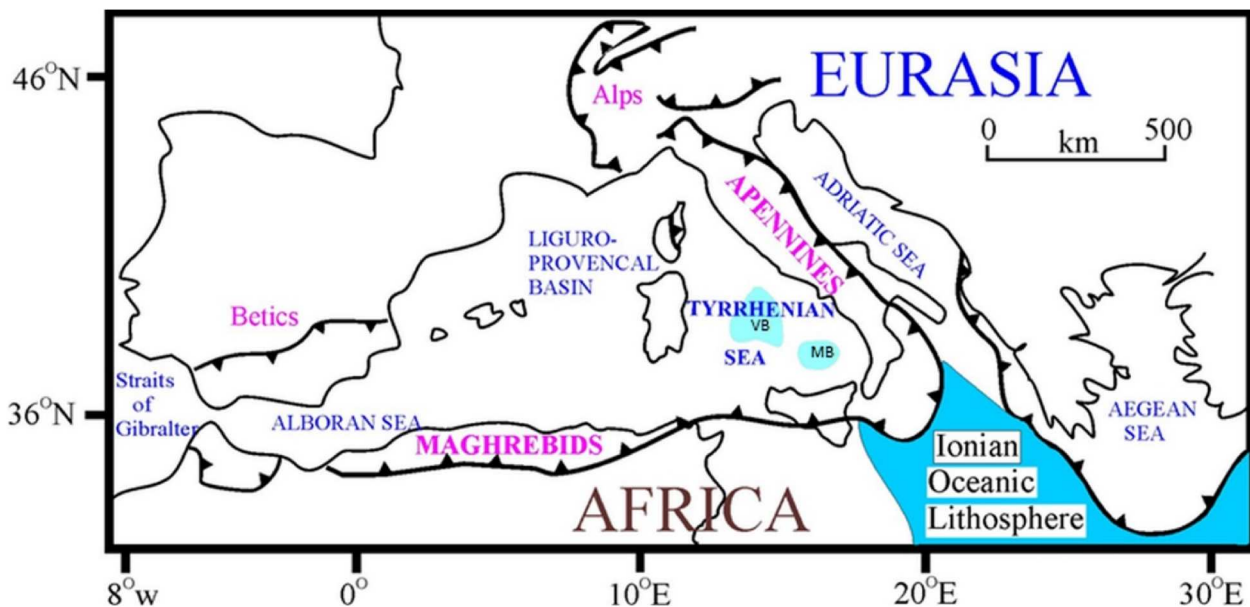 46°N
EURASIA
Alps
0 500
km
APENNINES
ADRIATIC SEA
LIGURO-
PROVENCAL
BASIN
TYRRHENIAN
VB
SEA
MB
Betics
Straits
of
Gibralter
36°N
ALBORAN SEA
MAGHREBIDS
AFRICA
AEGEAN
SEA
Ionian
Oceanic
Lithosphere
8°w 0° 10°E 20°E 30°E